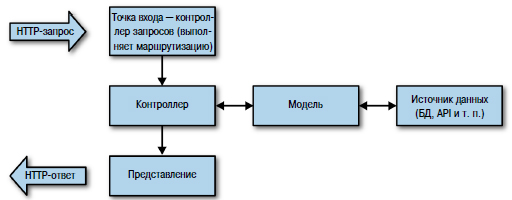 HTTP-запрос
Точка входа — контрол-
лер запросов (выпол-
няет маршрутизацию)
Контроллер
Модель
Источник данных
(БД, API и т. п.)
HTTP-ответ
Представление